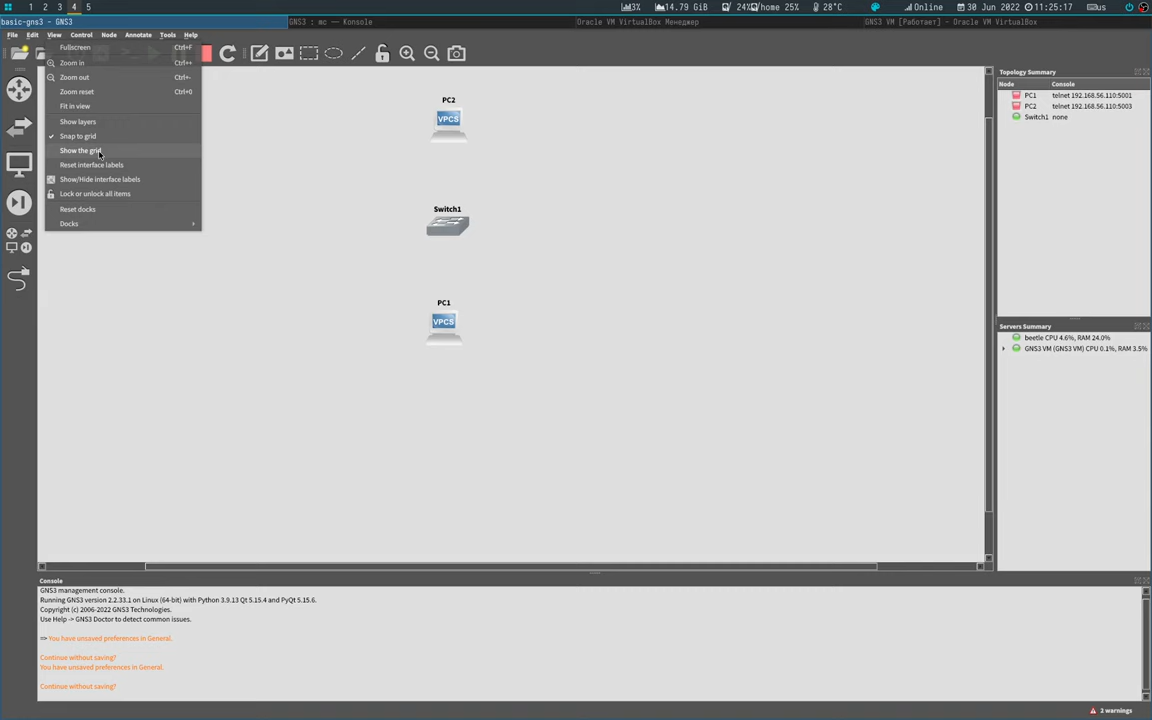 1 2 3 4 5
3% 14.79 GiB / 24% /home 25% 28°C Online 30 Jun 2022 11:25:17 us
basic-gns3 - GNS3
GNS3 : mc — Konsole
Oracle VM VirtualBox Менеджер
GNS3 VM [Работает] - Oracle VM VirtualBox
File Edit View Control Node Annotate Tools Help
Fullscreen Ctrl+F
Zoom in Ctrl++
Zoom out Ctrl+-
Zoom reset Ctrl+0
Fit in view
Show layers
Snap to grid
Show the grid
Reset interface labels
Show/Hide interface labels
Lock or unlock all items
Reset docks
Docks
PC2
VPCS
Switch1
PC1
VPCS
Topology Summary
Node Console
PC1 telnet 192.168.56.110:5001
PC2 telnet 192.168.56.110:5003
Switch1 none
Servers Summary
beetle CPU 4.6%, RAM 24.0%
GNS3 VM (GNS3 VM) CPU 0.1%, RAM 3.5%
Console
GNS3 management console.
Running GNS3 version 2.2.33.1 on Linux (64-bit) with Python 3.9.13 Qt 5.15.4 and PyQt 5.15.6.
Copyright (c) 2006-2022 GNS3 Technologies.
Use Help -> GNS3 Doctor to detect common issues.
=> You have unsaved preferences in General.
Continue without saving?
You have unsaved preferences in General.
Continue without saving?
2 warnings